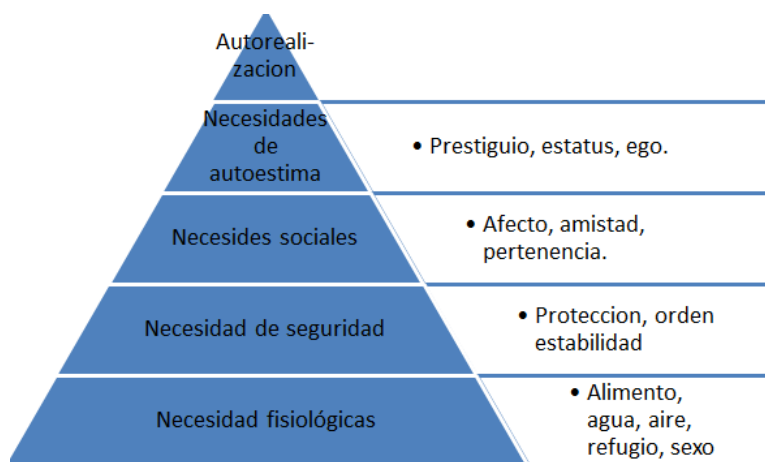 Autoreali-
zacion
Necesidades
de
autoestima
• Prestiguio, estatus, ego.
Necesides sociales
• Afecto, amistad,
pertenencia.
Necesidad de seguridad
• Proteccion, orden
estabilidad
Necesidad fisiológicas
• Alimento,
agua, aire,
refugio, sexo